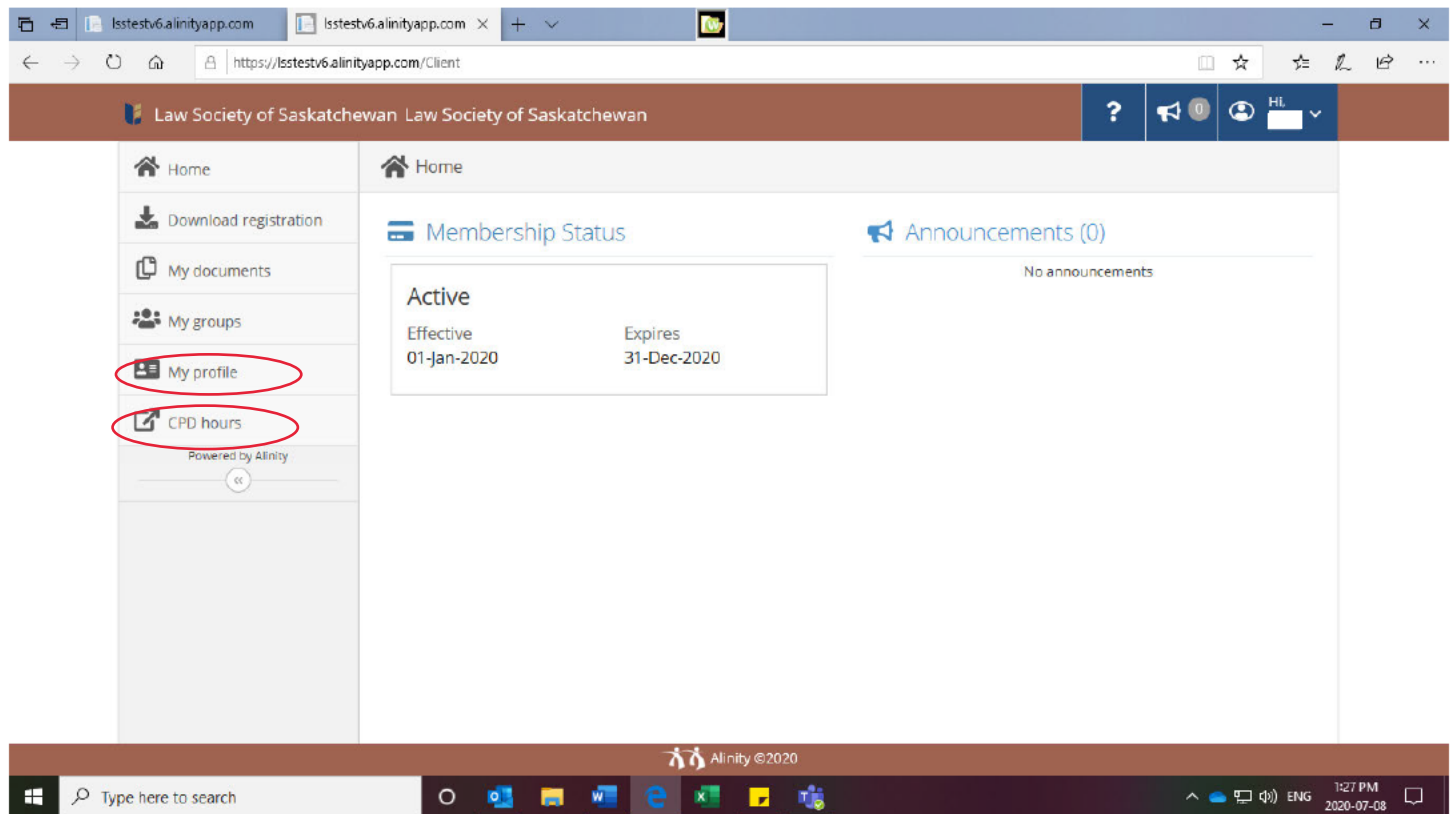 lsstestv6.alinityapp.com
lsstestv6.alinityapp.com
https://lsstestv6.alinityapp.com/Client
Law Society of Saskatchewan Law Society of Saskatchewan
?
0
Hi,
Home
Download registration
My documents
My groups
My profile
CPD hours
Powered by Alinity
Home
Membership Status
Active
Effective
Expires
01-Jan-2020
31-Dec-2020
Announcements (0)
No announcements
Alinity ©2020
Type here to search
ENG
1:27 PM
2020-07-08